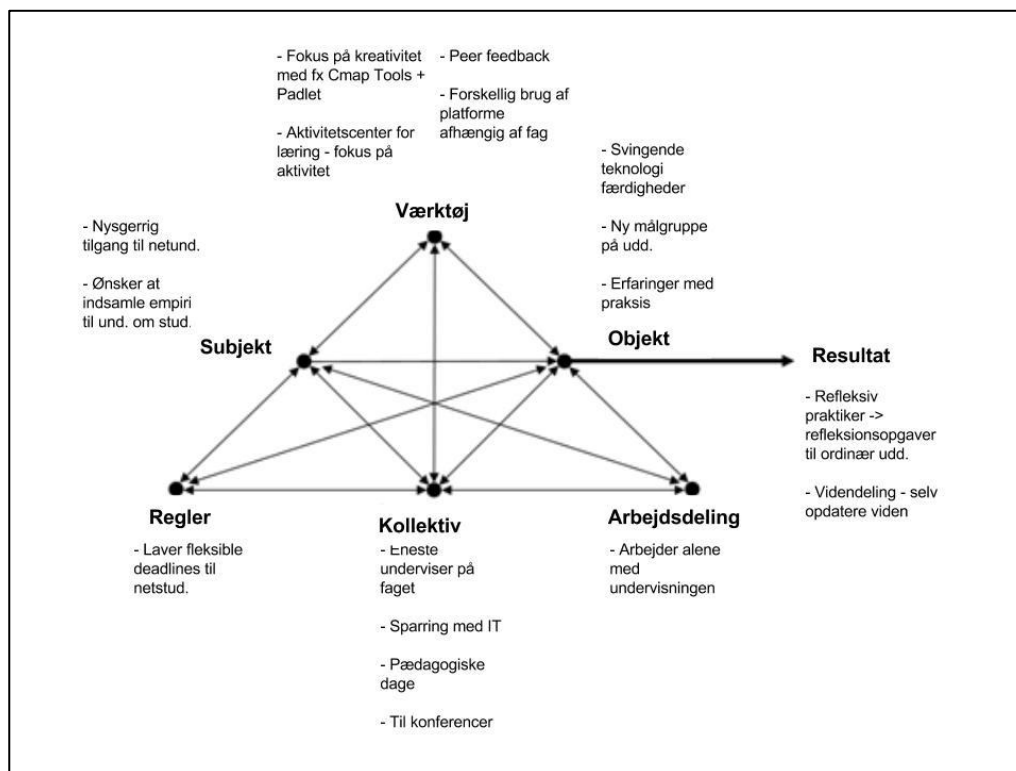 - Fokus på kreativitet
med fx Cmap Tools +
Padlet
- Aktivitetscenter for
læring - fokus på
aktivitet
- Peer feedback
- Forskellig brug af
platforme
afhængig af fag
- Svingende
teknologi
færdigheder
- Ny målgruppe
på udd.
- Erfaringer med
praksis
Værktøj
- Nysgerrig
tilgang til netund.
- Ønsker at
indsamle empiri
til und. om stud.
Subjekt
Objekt
Resultat
- Refleksiv
praktiker ->
refleksionsopgaver
til ordinær udd.
- Videndeling - selv
opdatere viden
Regler
- Laver fleksible
deadlines til
netstud.
Kollektiv
- Eneste
underviser på
faget
- Sparring med IT
- Pædagogiske
dage
- Til konferencer
Arbejdsdeling
- Arbejder alene
med
undervisningen